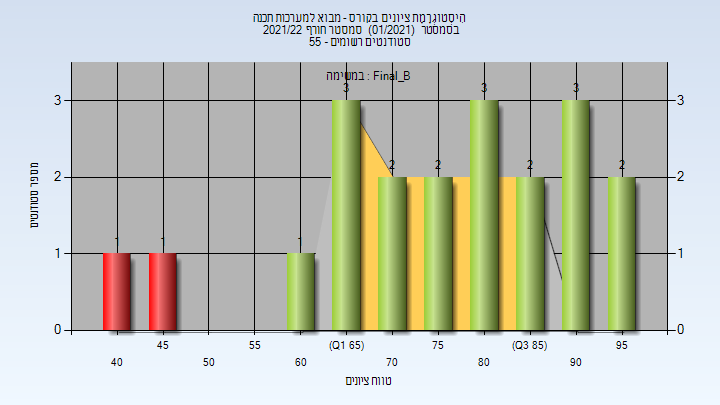 היסטוגרמת ציונים בקורס - מבוא למערכות תכנה
בסמסטר (01/2021) סמסטר חורף 2021/22
סטודנטים רשומים - 55
במשימה : Final_B
מספר סטודנטים
3 3
2 2
1 1
0 0
1 1 1 3 2 2 3 2 3 2
40 45 50 55 60 (Q1 65) 70 75 80 (Q3 85) 90 95
טווח ציונים